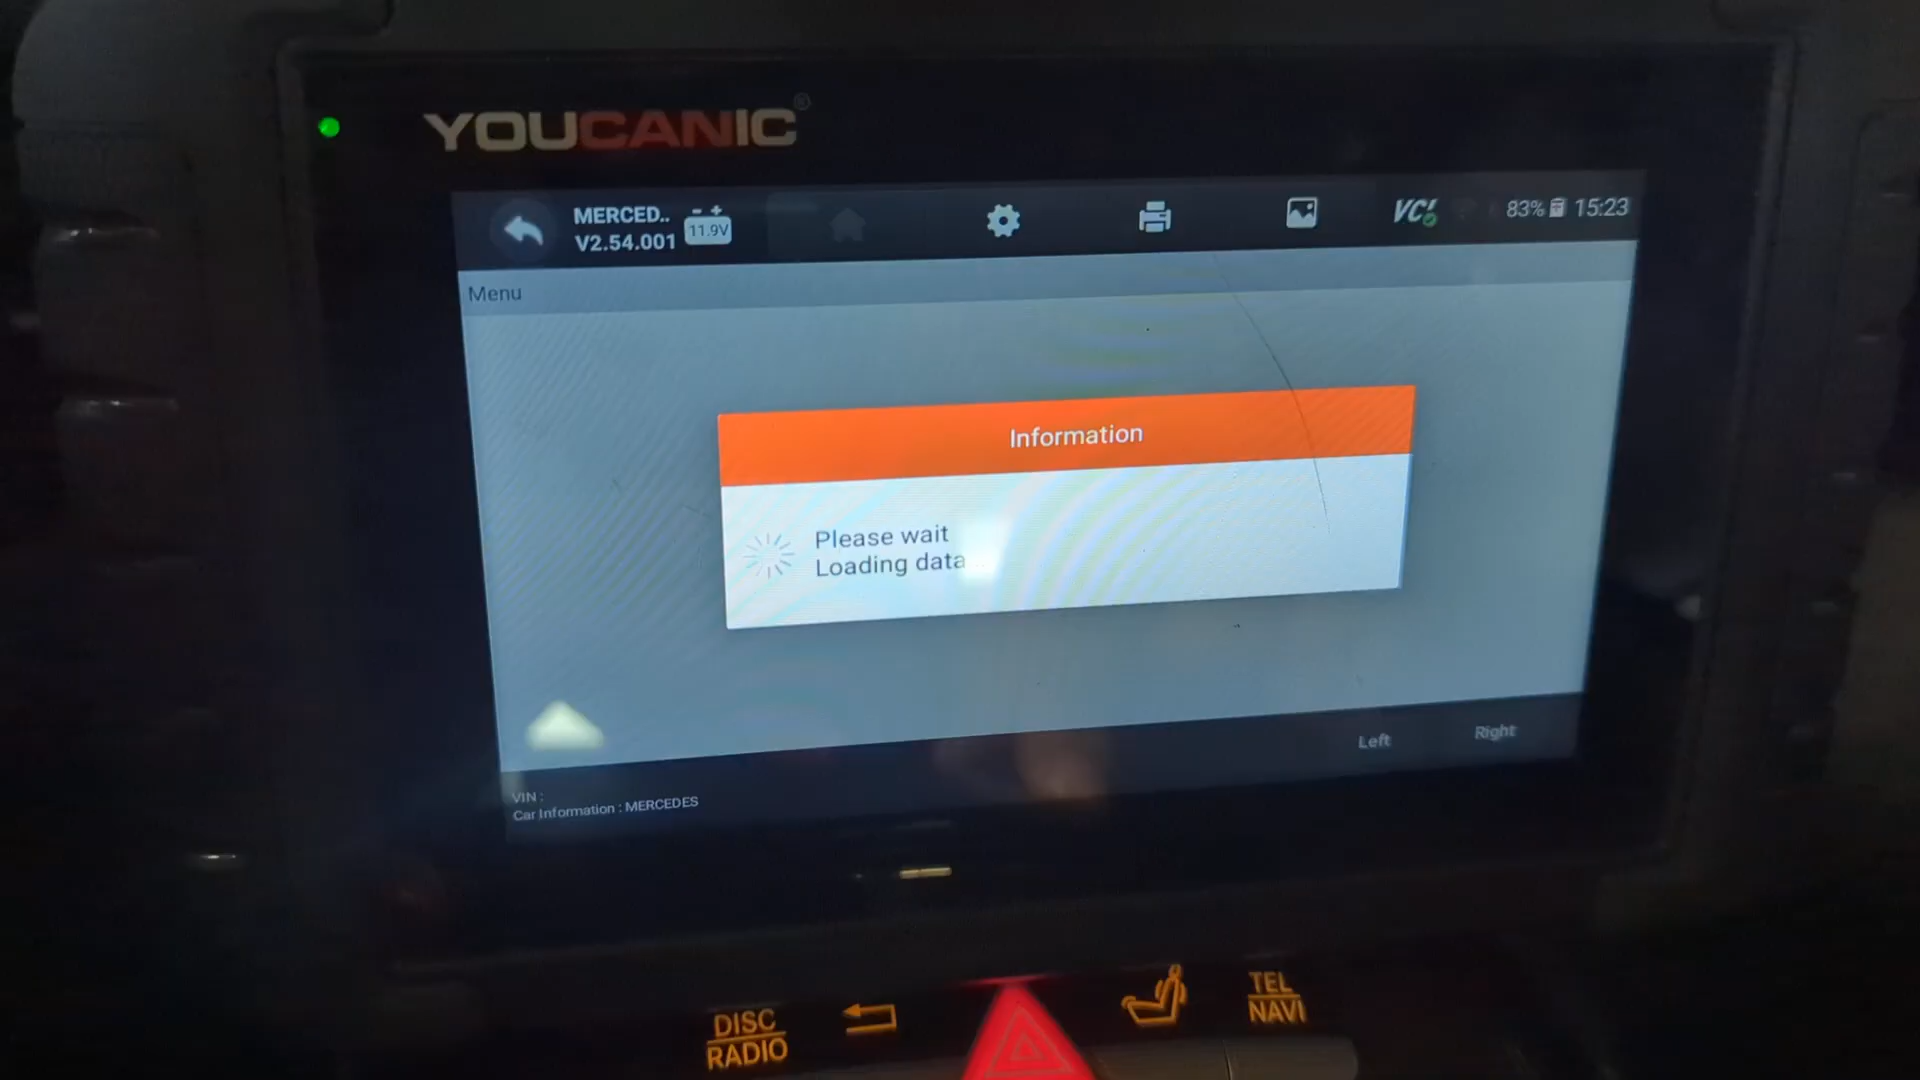 YOUCANIC®
MERCED..
V2.54.001
11.9V
VCI
83%
15:23
Menu
Information
Please wait
Loading data...
Left
Right
VIN :
Car Information : MERCEDES
DISC
RADIO
TEL
NAVI